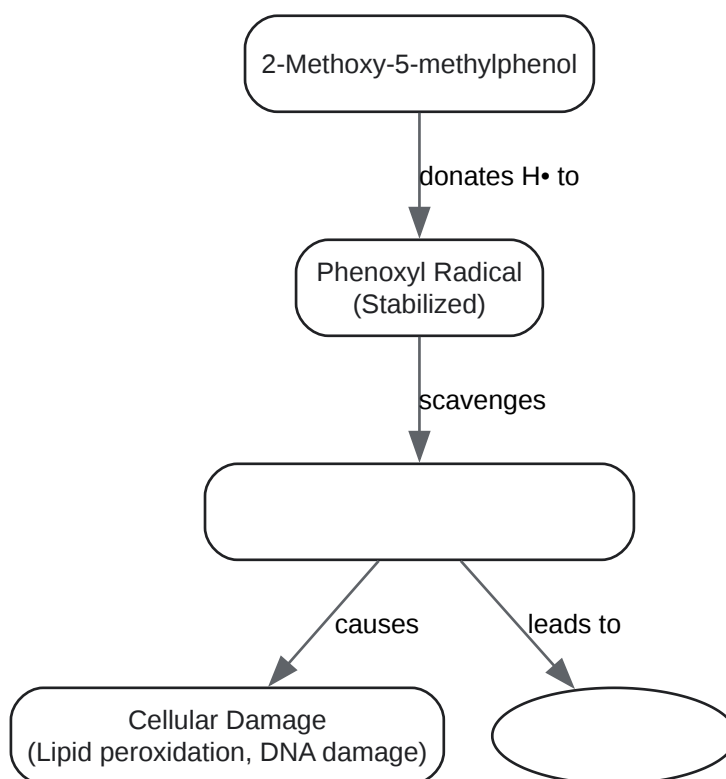 2-Methoxy-5-methylphenol
donates H• to
Phenoxyl Radical
(Stabilized)
scavenges
causes
leads to
Cellular Damage
(Lipid peroxidation, DNA damage)